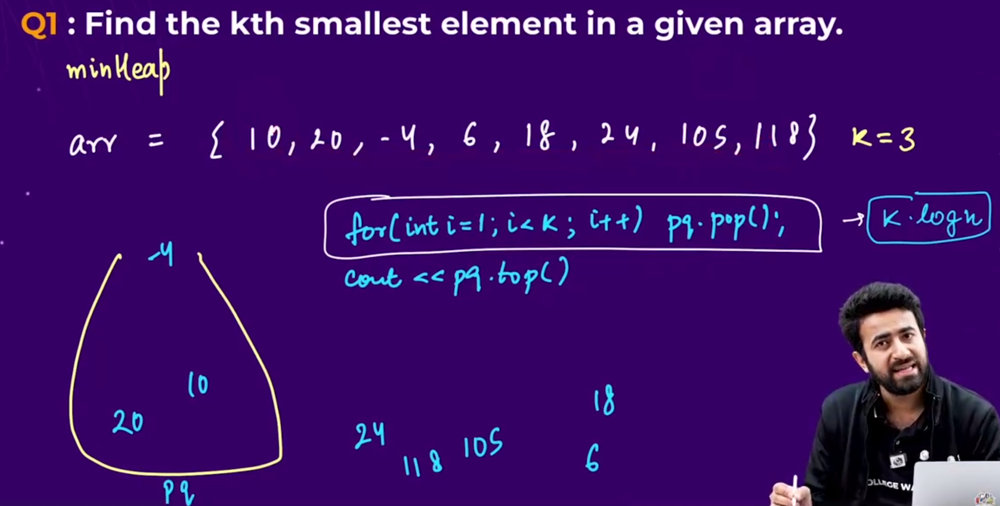 Q1 : Find the kth smallest element in a given array.
minHeap
arr = { 10, 20, -4, 6, 18, 24, 105, 118} K=3
for(int i=1; i<K; i++) pq.pop(); → K.logn
cout << pq.top()
-4
10
20
18
24
118 105
6
pq
OLLEGE WA